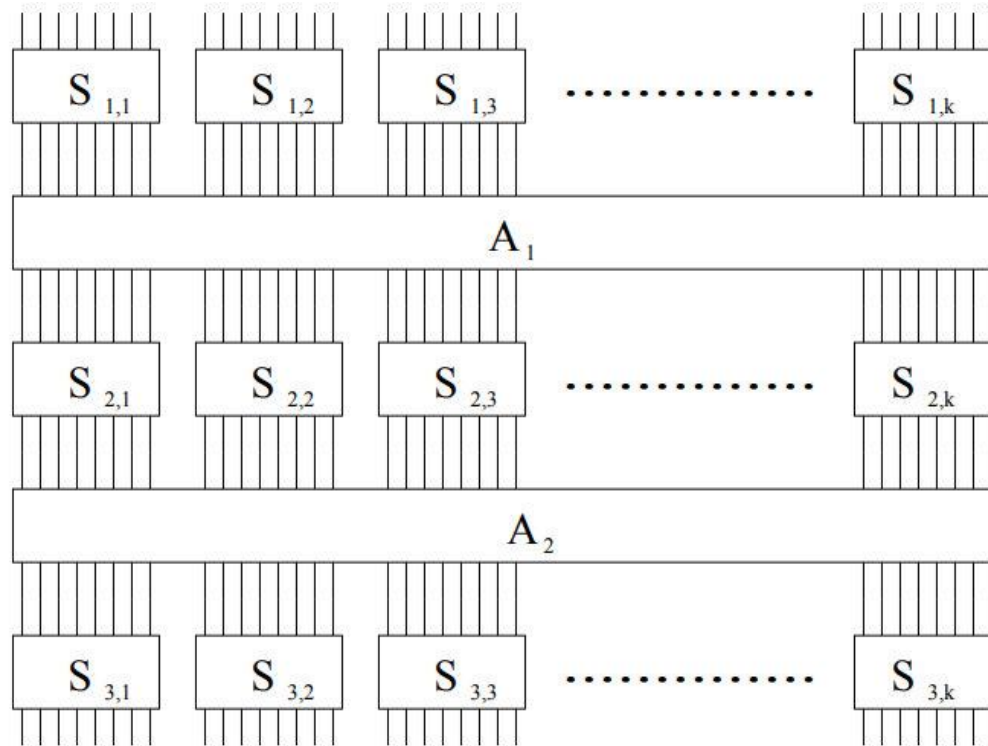 S 1,1 S 1,2 S 1,3 .............. S 1,k
A 1
S 2,1 S 2,2 S 2,3 .............. S 2,k
A 2
S 3,1 S 3,2 S 3,3 .............. S 3,k